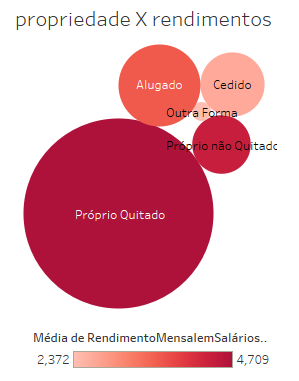 propriedade X rendimentos
Alugado
Cedido
Outra Forma
Próprio não Quitado
Próprio Quitado
Média de RendimentoMensalemSalários..
2,372
4,709